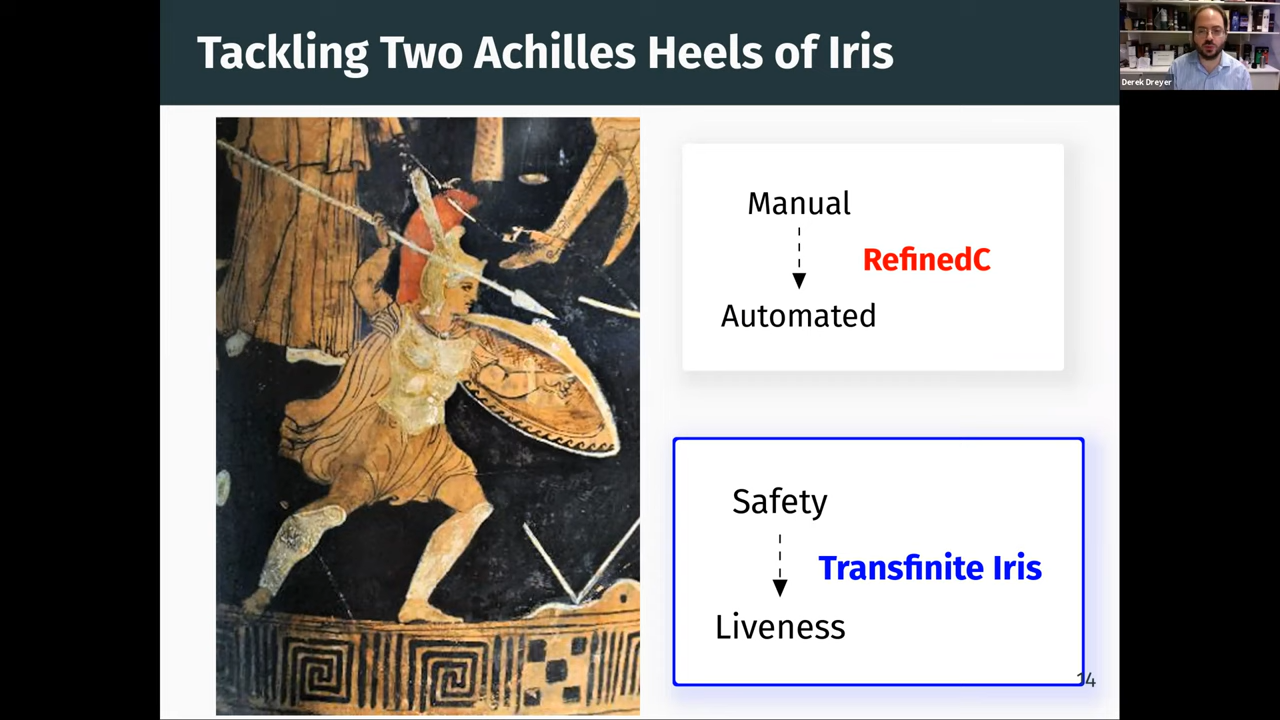 Tackling Two Achilles Heels of Iris
Derek Dreyer
Manual
RefinedC
Automated
Safety
Transfinite Iris
Liveness
14